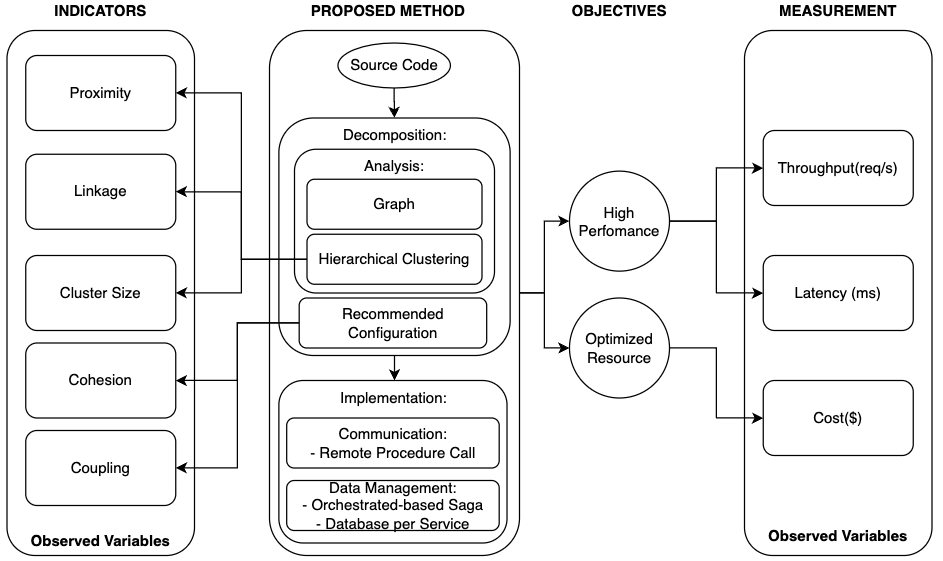 INDICATORS
PROPOSED METHOD
OBJECTIVES
MEASUREMENT
Proximity
Linkage
Cluster Size
Cohesion
Coupling
Observed Variables
Source Code
Decomposition:
Analysis:
Graph
Hierarchical Clustering
Recommended
Configuration
Implementation:
Communication:
- Remote Procedure Call
Data Management:
- Orchestrated-based Saga
- Database per Service
High
Perfomance
Optimized
Resource
Throughput(req/s)
Latency (ms)
Cost($)
Observed Variables